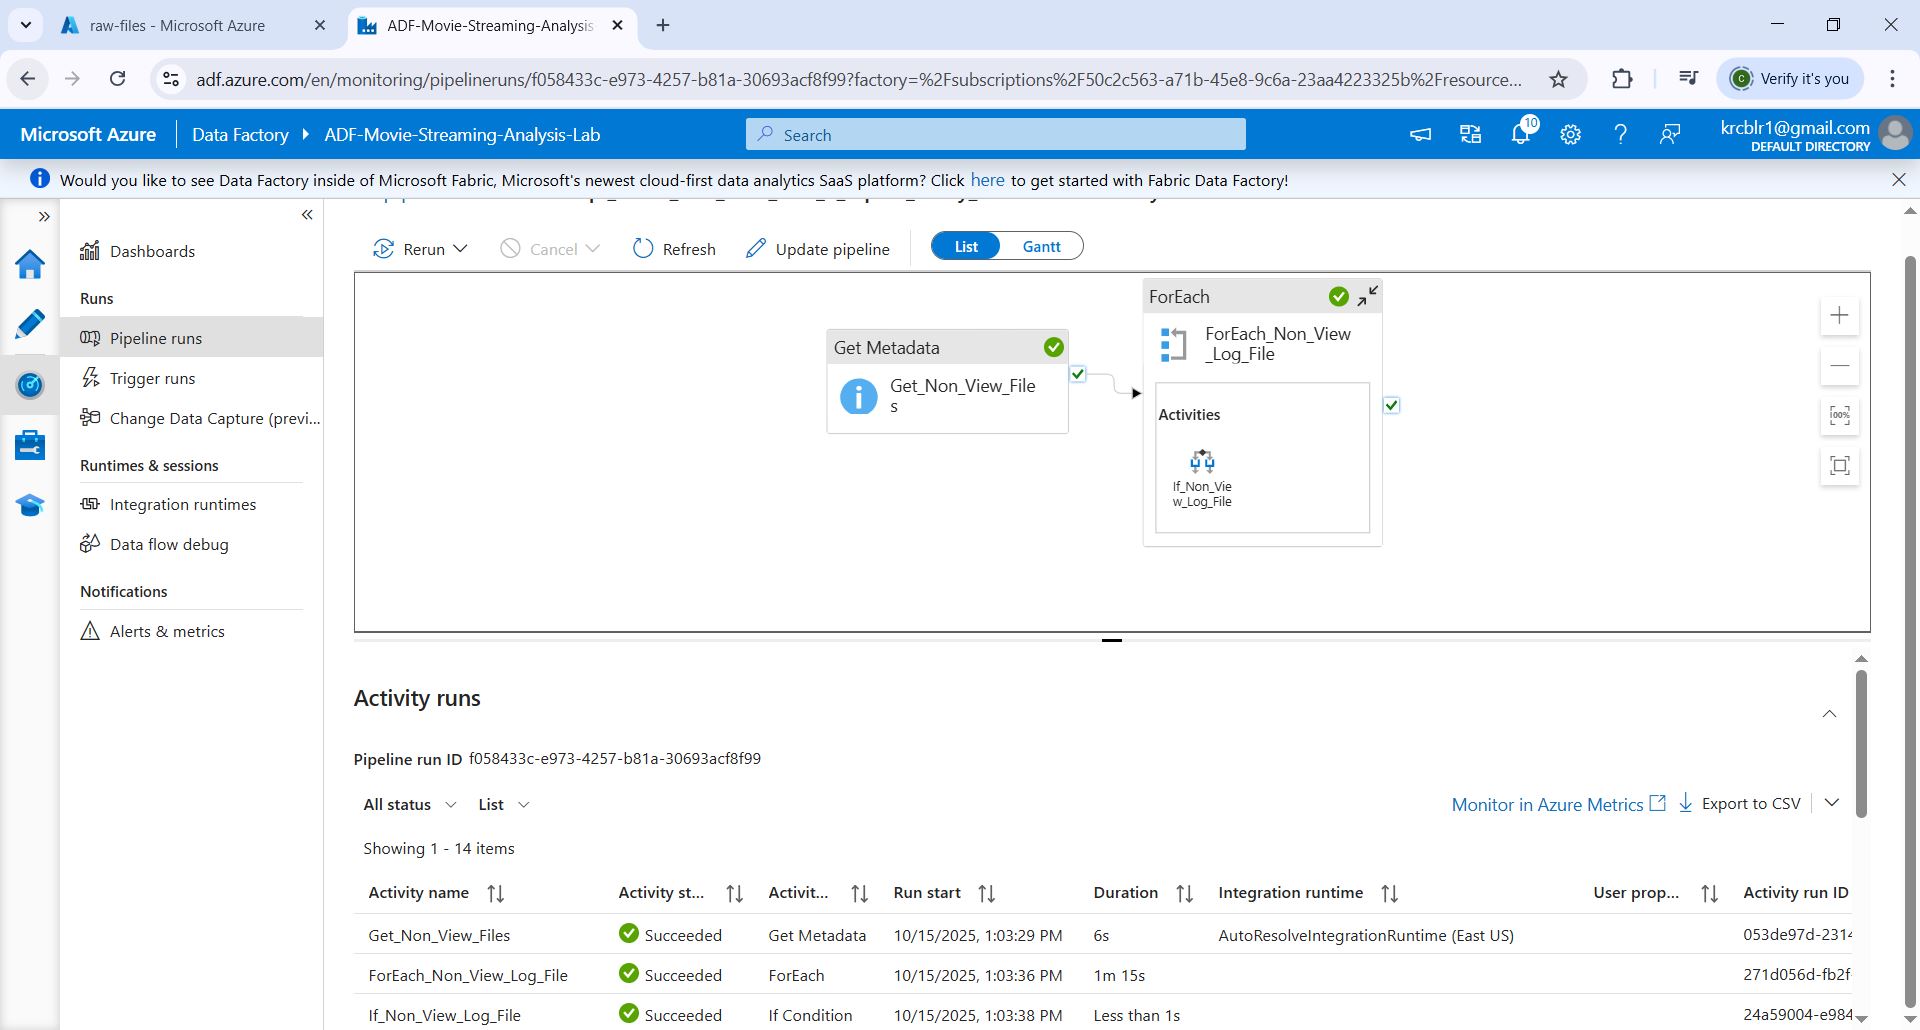 raw-files - Microsoft Azure
ADF-Movie-Streaming-Analysis
adf.azure.com/en/monitoring/pipelineruns/f058433c-e973-4257-b81a-30693acf8f99?factory=%2Fsubscriptions%2F50c2c563-a71b-45e8-9c6a-23aa4223325b%2Fresource...
Verify it's you
Microsoft Azure
Data Factory
ADF-Movie-Streaming-Analysis-Lab
Search
10
krcblr1@gmail.com
DEFAULT DIRECTORY
Would you like to see Data Factory inside of Microsoft Fabric, Microsoft's newest cloud-first data analytics SaaS platform? Click here to get started with Fabric Data Factory!
Dashboards
Runs
Pipeline runs
Trigger runs
Change Data Capture (previ...
Runtimes & sessions
Integration runtimes
Data flow debug
Notifications
Alerts & metrics
Rerun
Cancel
Refresh
Update pipeline
List
Gantt
Get Metadata
Get_Non_View_File
s
ForEach
ForEach_Non_View
_Log_File
Activities
If_Non_Vie
w_Log_File
100%
Activity runs
Pipeline run ID f058433c-e973-4257-b81a-30693acf8f99
All status
List
Monitor in Azure Metrics
Export to CSV
Showing 1 - 14 items
Activity name Activity st... Activit... Run start Duration Integration runtime User prop... Activity run ID
Get_Non_View_Files Succeeded Get Metadata 10/15/2025, 1:03:29 PM 6s AutoResolveIntegrationRuntime (East US) 053de97d-2314
ForEach_Non_View_Log_File Succeeded ForEach 10/15/2025, 1:03:36 PM 1m 15s 271d056d-fb2f
If_Non_View_Log_File Succeeded If Condition 10/15/2025, 1:03:38 PM Less than 1s 24a59004-e984